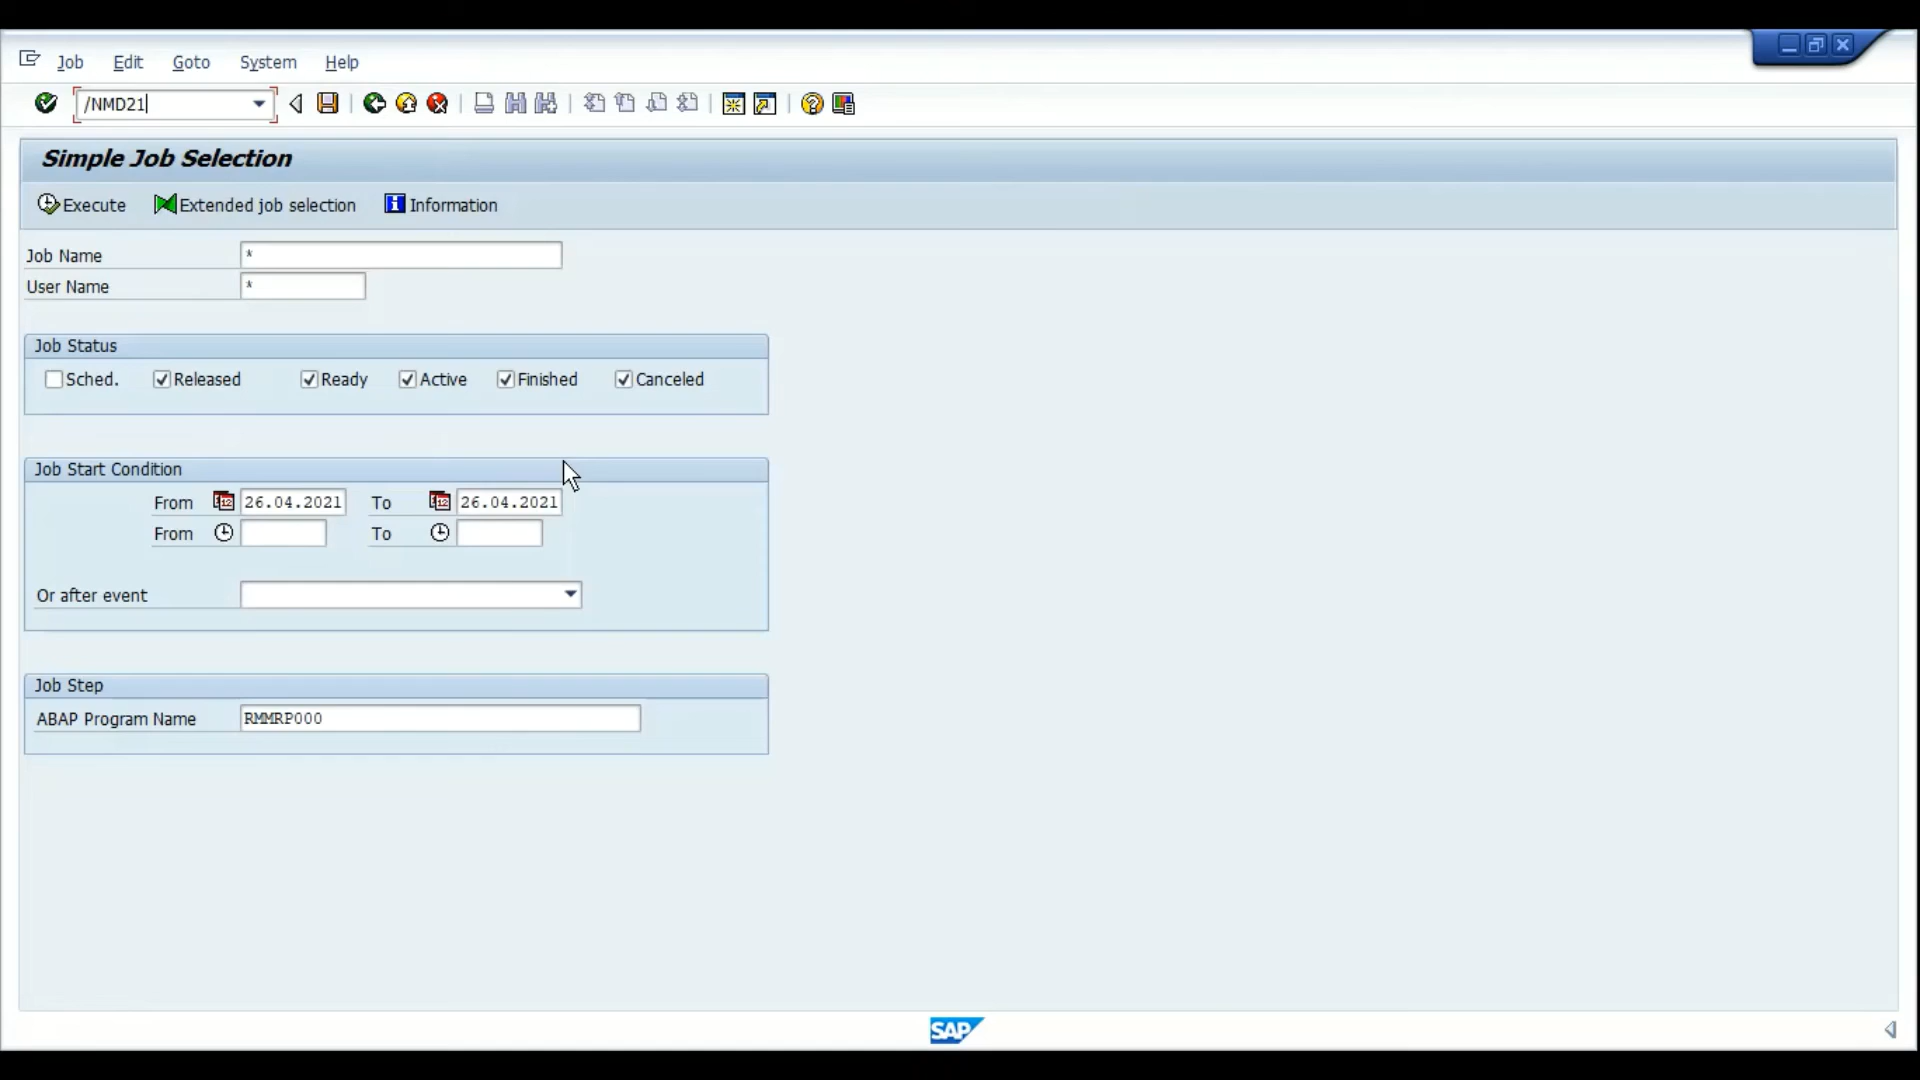 Job Edit Goto System Help
/NMD21
Simple Job Selection
Execute Extended job selection Information
Job Name *
User Name *
Job Status
Sched. Released Ready Active Finished Canceled
Job Start Condition
From 26.04.2021 To 26.04.2021
From To
Or after event
Job Step
ABAP Program Name RMMRP000
SAP